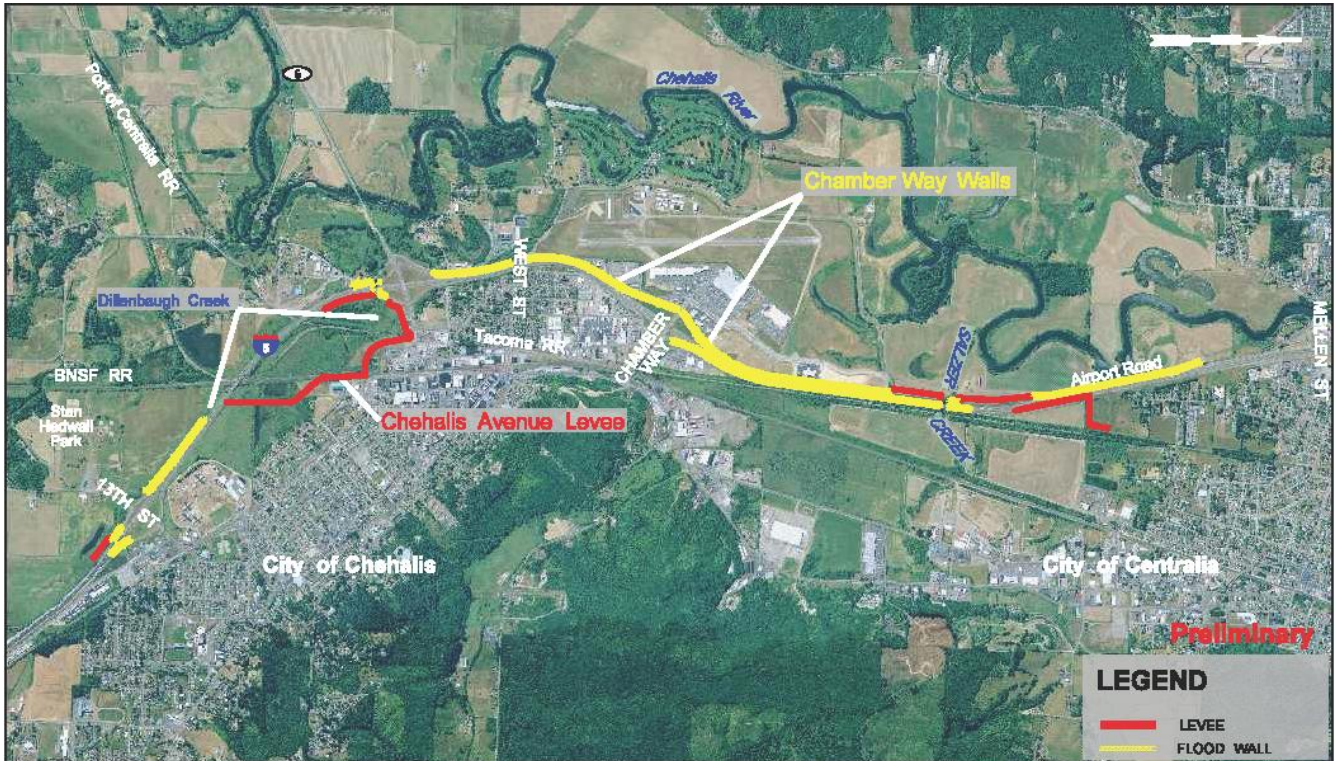 Port of Centralia RR
6
Chehalis
River
Chamber Way Walls
WEST ST
Dillenbaugh Creek
5
Tacoma RR
CHAMBER
WAY
SALZER
CREEK
Airport Road
MELLEN ST
BNSF RR
Stan
Hedwall
Park
Chehalis Avenue Levee
13TH ST
City of Chehalis
City of Centralia
Preliminary
LEGEND
LEVEE
FLOOD WALL